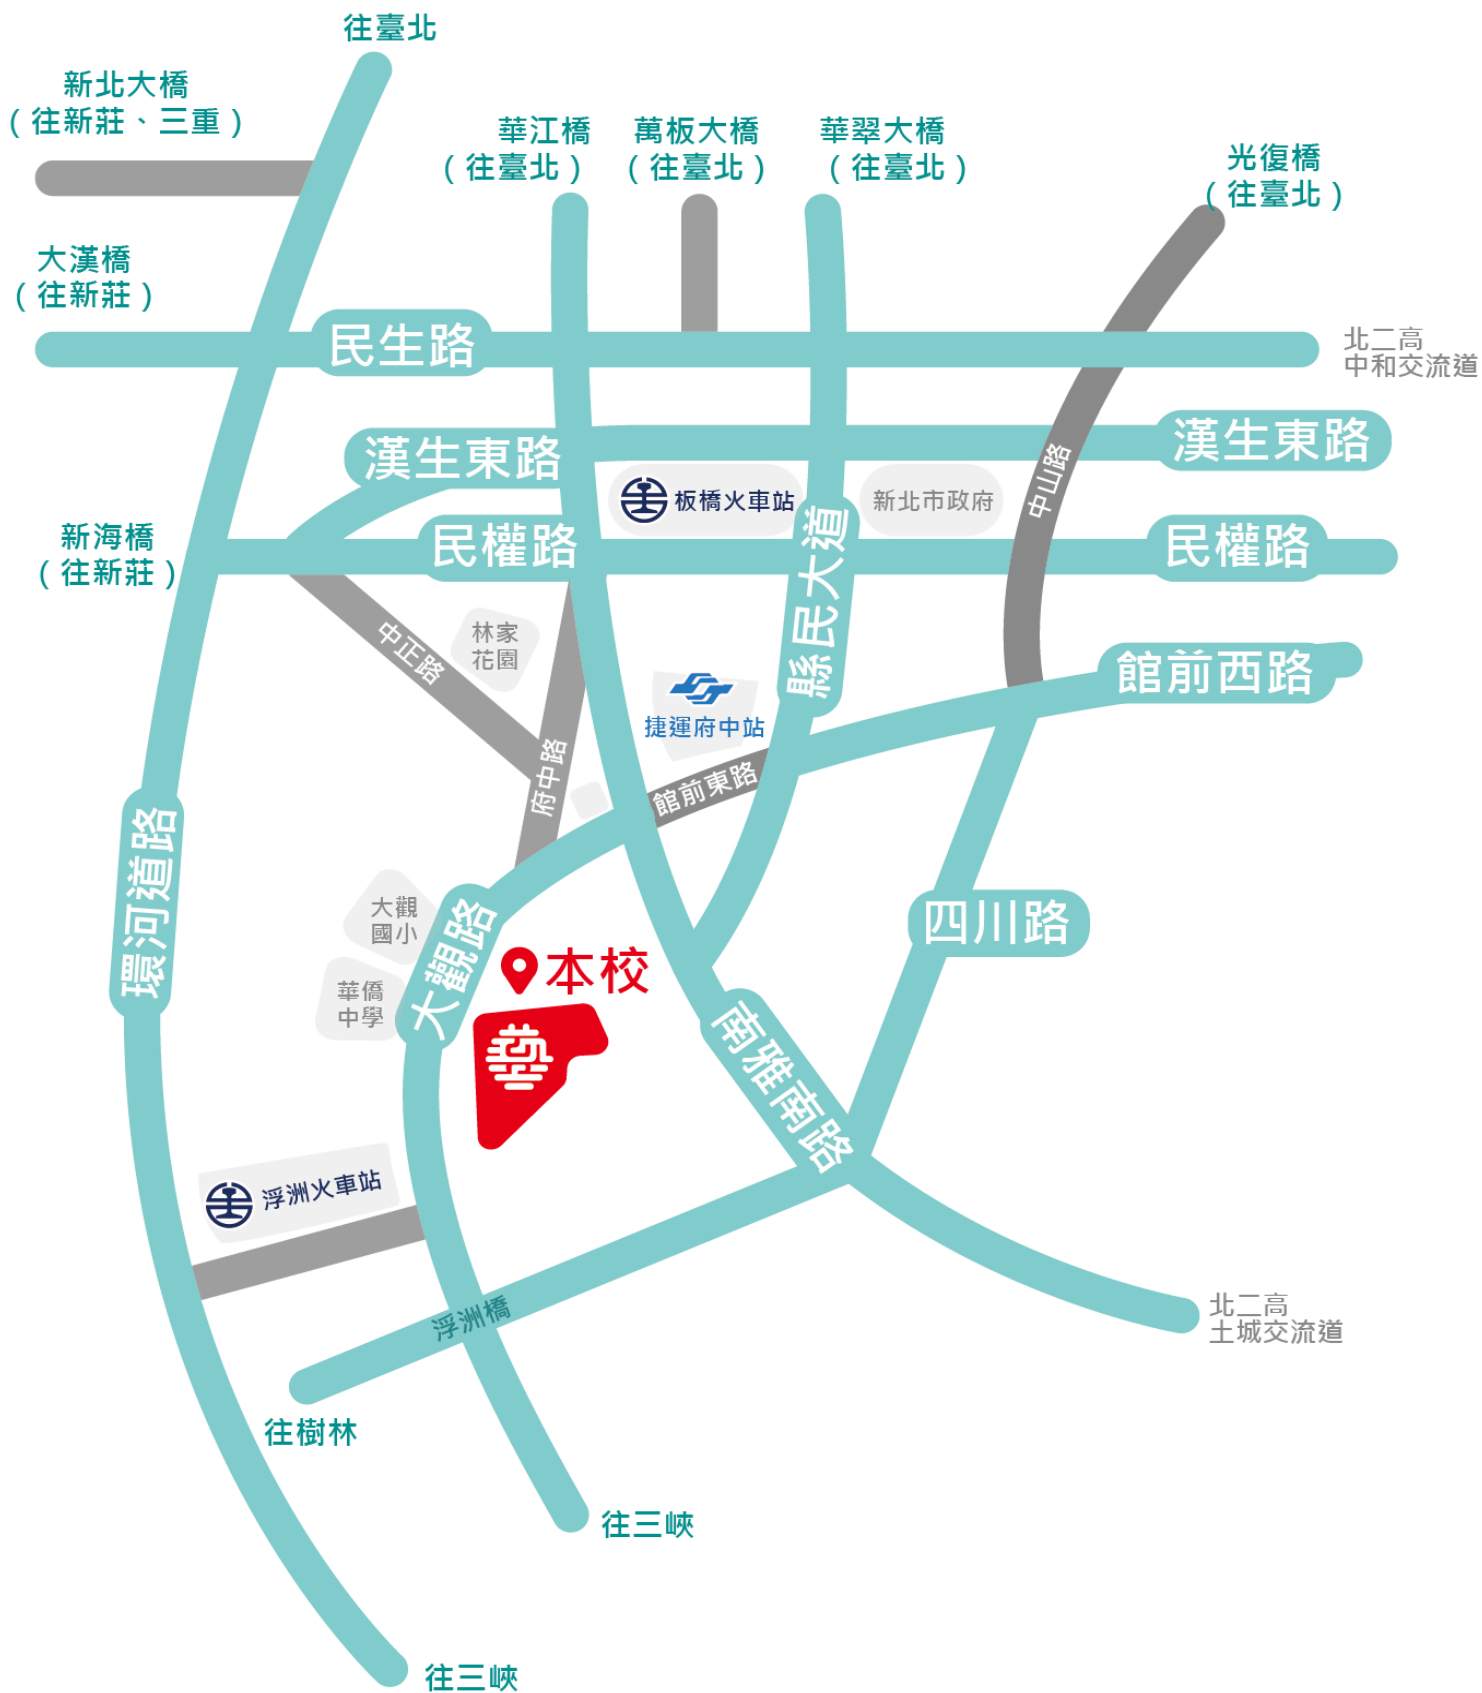 往臺北
新北大橋
(往新莊、三重)
華江橋
(往臺北)
萬板大橋
(往臺北)
華翠大橋
(往臺北)
光復橋
(往臺北)
大漢橋
(往新莊)
民生路
北二高
中和交流道
漢生東路
漢生東路
中山路
板橋火車站
新北市政府
新海橋
(往新莊)
民權路
民權路
縣民大道
中正路
林家
花園
捷運府中站
館前西路
府中路
館前東路
環河道路
大觀
國小
大觀路
四川路
本校
華僑
中學
藝
南雅南路
浮洲火車站
浮洲橋
北二高
土城交流道
往樹林
往三峽
往三峽